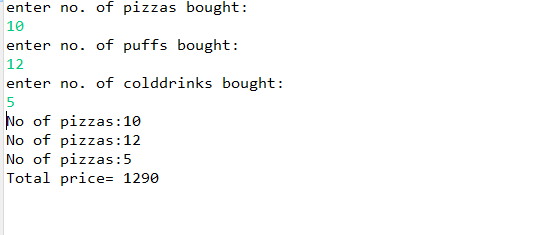 enter no. of pizzas bought:
10
enter no. of puffs bought:
12
enter no. of colddrinks bought:
5
No of pizzas:10
No of pizzas:12
No of pizzas:5
Total price= 1290